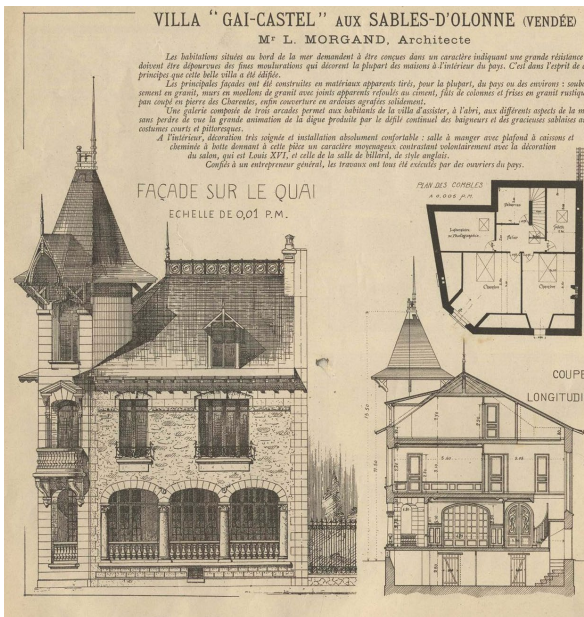 VILLA "GAI-CASTEL" AUX SABLES-D'OLONNE (VENDÉE)
Mr L. MORGAND, Architecte
Les habitations situées au bord de la mer demandent à être conçues dans un caractère indiquant une grande résistance
doivent être dépourvues des fines moulurations qui décorent la plupart des maisons à l'intérieur du pays. C'est dans l'esprit de
principes que cette belle villa a été édifiée.
Les principales façades ont été construites en matériaux apparents tirés, pour la plupart, du pays ou des environs : soub
sement en granit, murs en moellons de granit avec joints apparents refoulés au ciment, fûts de colonnes et frises en granit rustiqu
pan coupé en pierre des Charentes, enfin couverture en ardoises agrafées solidement.
Une galerie composée de trois arcades permet aux habitants de la villa d'assister, à l'abri, aux différents aspects de la m
sans perdre de vue la grande animation de la digue produite par le défilé continuel des baigneurs et des gracieuses sablaises a
costumes courts et pittoresques.
A l'intérieur, décoration très soignée et installation absolument confortable : salle à manger avec plafond à caissons et
cheminée à hotte donnant à cette pièce un caractère moyenageux contrastant volontairement avec la décoration
du salon, qui est Louis XVI, et celle de la salle de billard, de style anglais.
Confiés à un entrepreneur général, les travaux ont tous été exécutés par des ouvriers du pays.
FAÇADE SUR LE QUAI
ECHELLE DE 0,01 P.M.
PLAN DES COMBLES
A 0.005 P.M.
Débarras
Laboratoire
de Photographie
Palier
Chambre
Chambre
COUPE
LONGITUDI